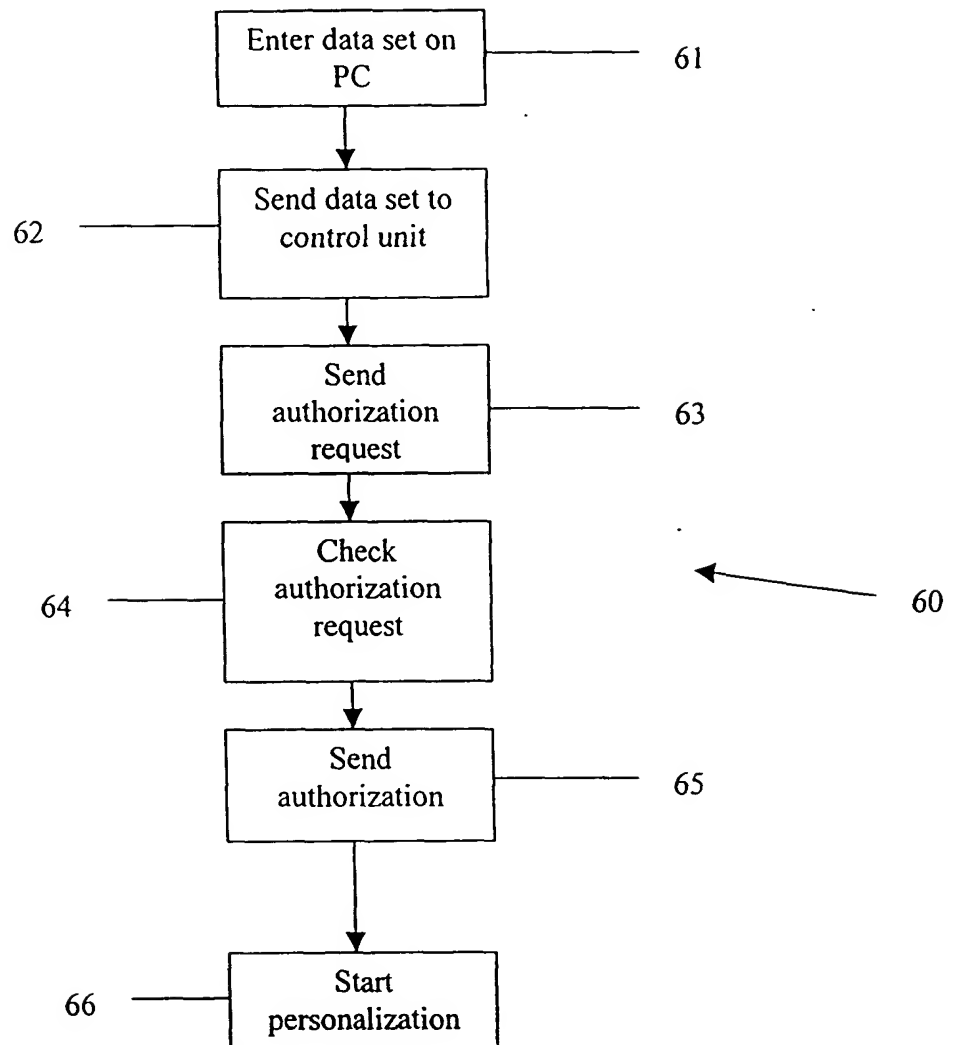 Enter data set on
PC
61
Send data set to
control unit
62
Send
authorization
request
63
Check
authorization
request
64
60
Send
authorization
65
Start
personalization
66